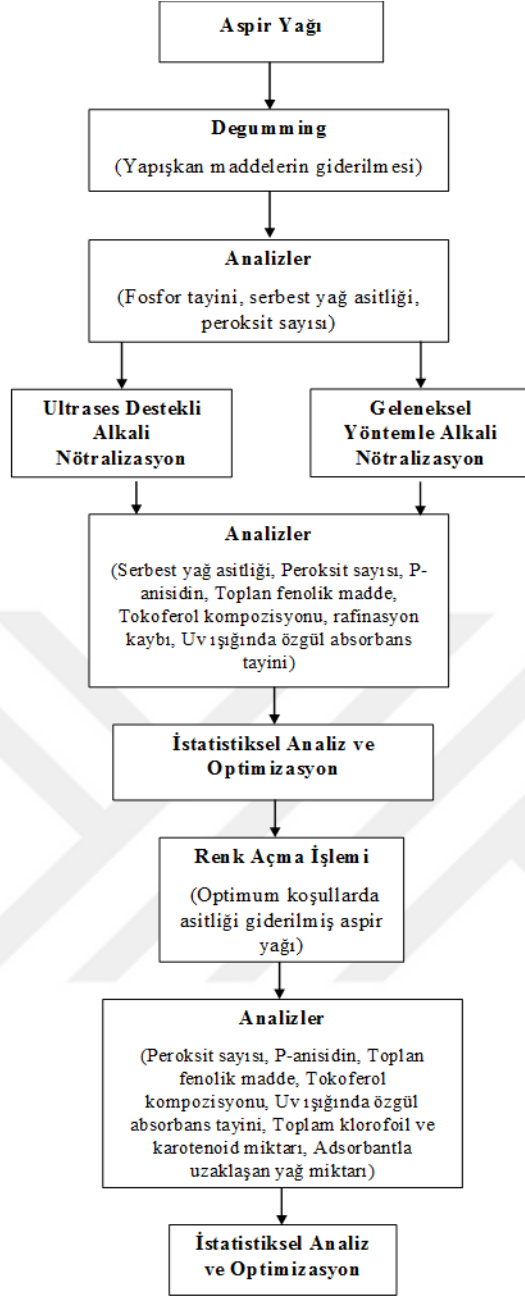 Aspir Yağı
Degumming
(Yapışkan maddelerin giderilmesi)
Analizler
(Fosfor tayini, serbest yağ asitliği,
peroksit sayısı)
Ultrases Destekli
Alkali
Nötralizasyon
Geleneksel
Yöntemle Alkali
Nötralizasyon
Analizler
(Serbest yağ asitliği, Peroksit sayısı, P-
anisidin, Toplan fenolik madde,
Tokoferol kompozisyonu, rafinasyon
kaybı, Uv ışığında özgül absorbans
tayini)
İstatistiksel Analiz ve
Optimizasyon
Renk Açma İşlemi
(Optimum koşullarda
asitliği giderilmiş aspir
yağı)
Analizler
(Peroksit sayısı, P-anisidin, Toplan
fenolik madde, Tokoferol
kompozisyonu, Uv ışığında özgül
absorbans tayini, Toplam klorofoil ve
karotenoid miktarı, Adsorbantla
uzaklaşan yağ miktarı)
İstatistiksel Analiz
ve Optimizasyon